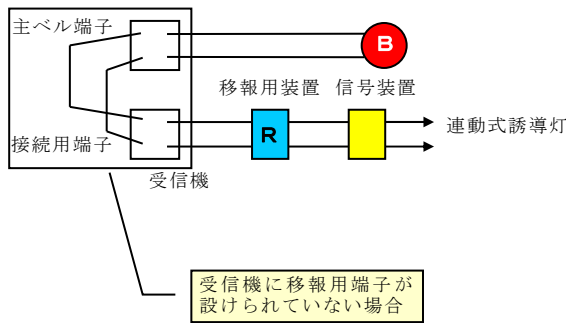 主ベル端子
B
移報用装置 信号装置
R
連動式誘導灯
接続用端子
受信機
受信機に移報用端子が
設けられていない場合